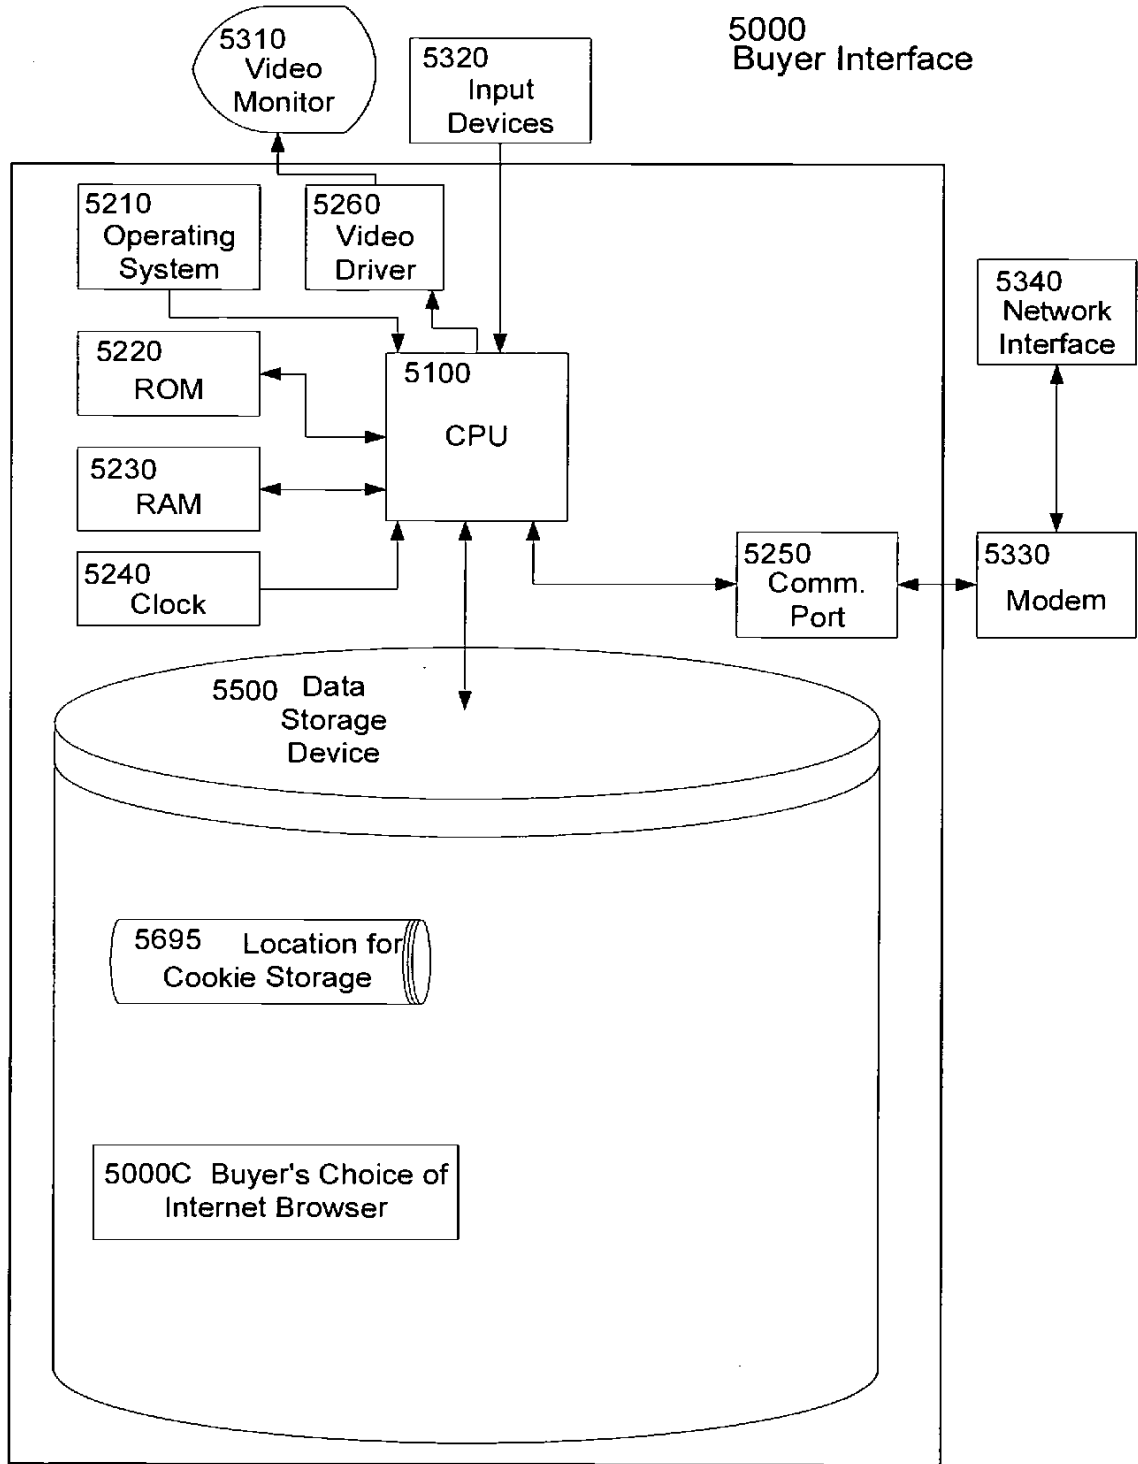 5000
Buyer Interface
5310
Video
Monitor
5320
Input
Devices
5210
Operating
System
5260
Video
Driver
5340
Network
Interface
5220
ROM
5100
CPU
5230
RAM
5240
Clock
5250
Comm.
Port
5330
Modem
5500 Data
Storage
Device
5695 Location for
Cookie Storage
5000C Buyer's Choice of
Internet Browser